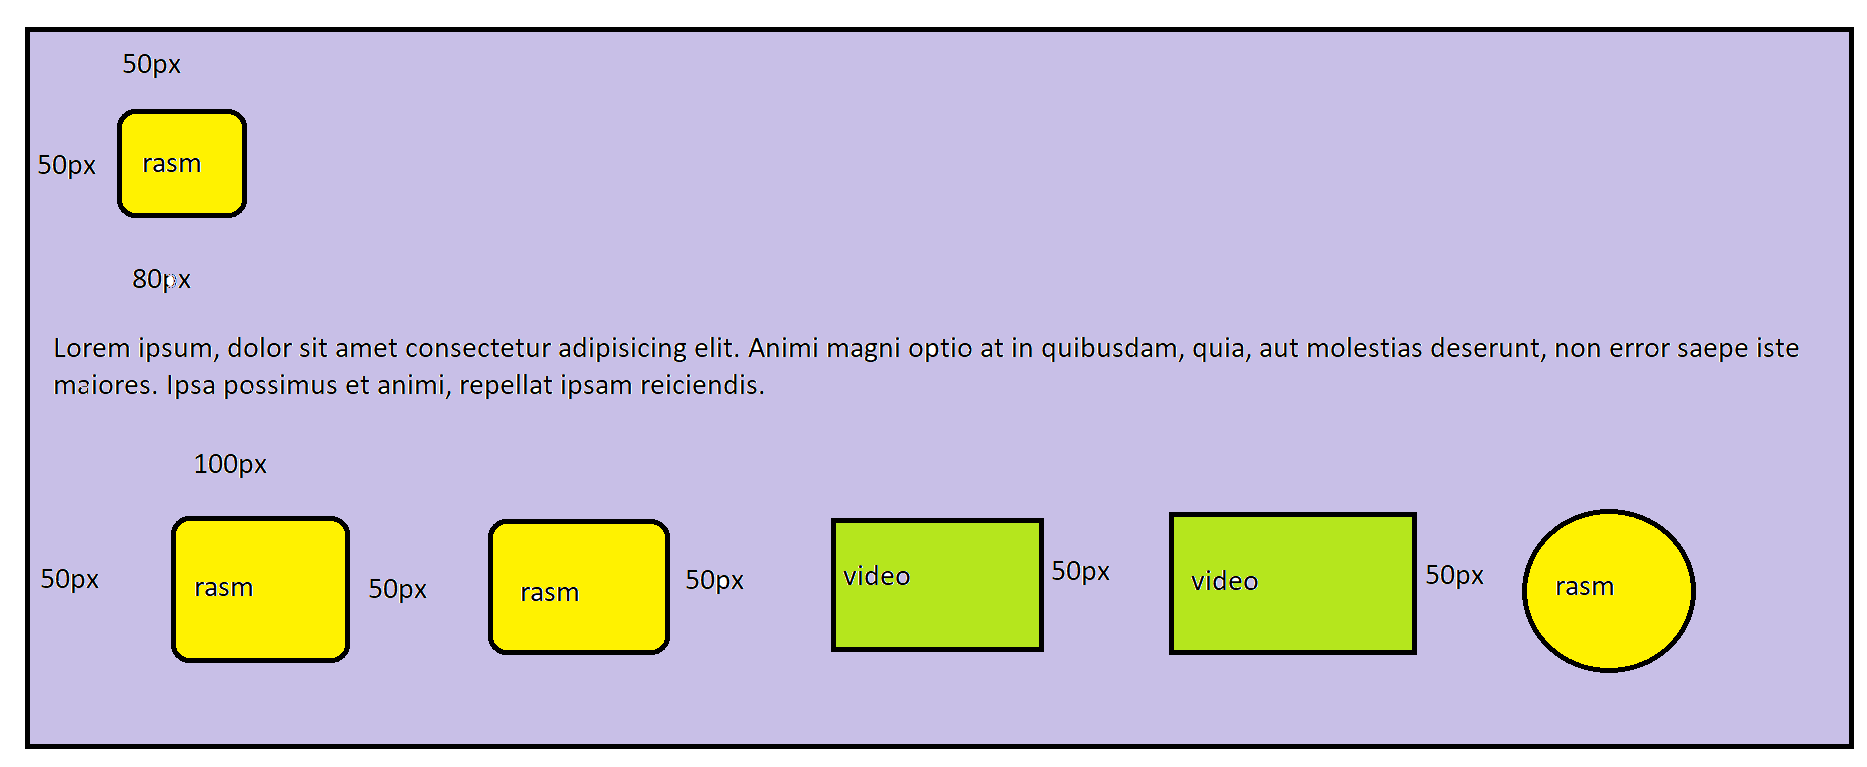 50px
50px
rasm
80px
Lorem ipsum, dolor sit amet consectetur adipisicing elit. Animi magni optio at in quibusdam, quia, aut molestias deserunt, non error saepe iste
maiores. Ipsa possimus et animi, repellat ipsam reiciendis.
100px
50px
rasm
50px
rasm
50px
video
50px
video
50px
rasm